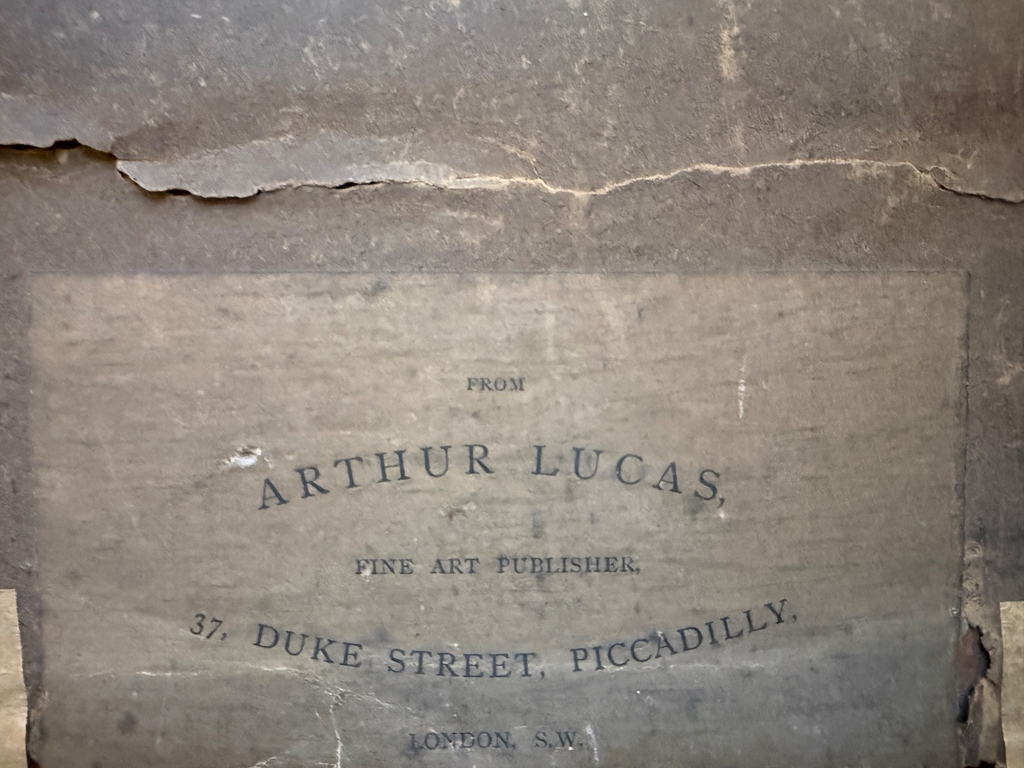 FROM
ARTHUR LUCAS,
FINE ART PUBLISHER,
37, DUKE STREET, PICCADILLY,
LONDON, S.W.